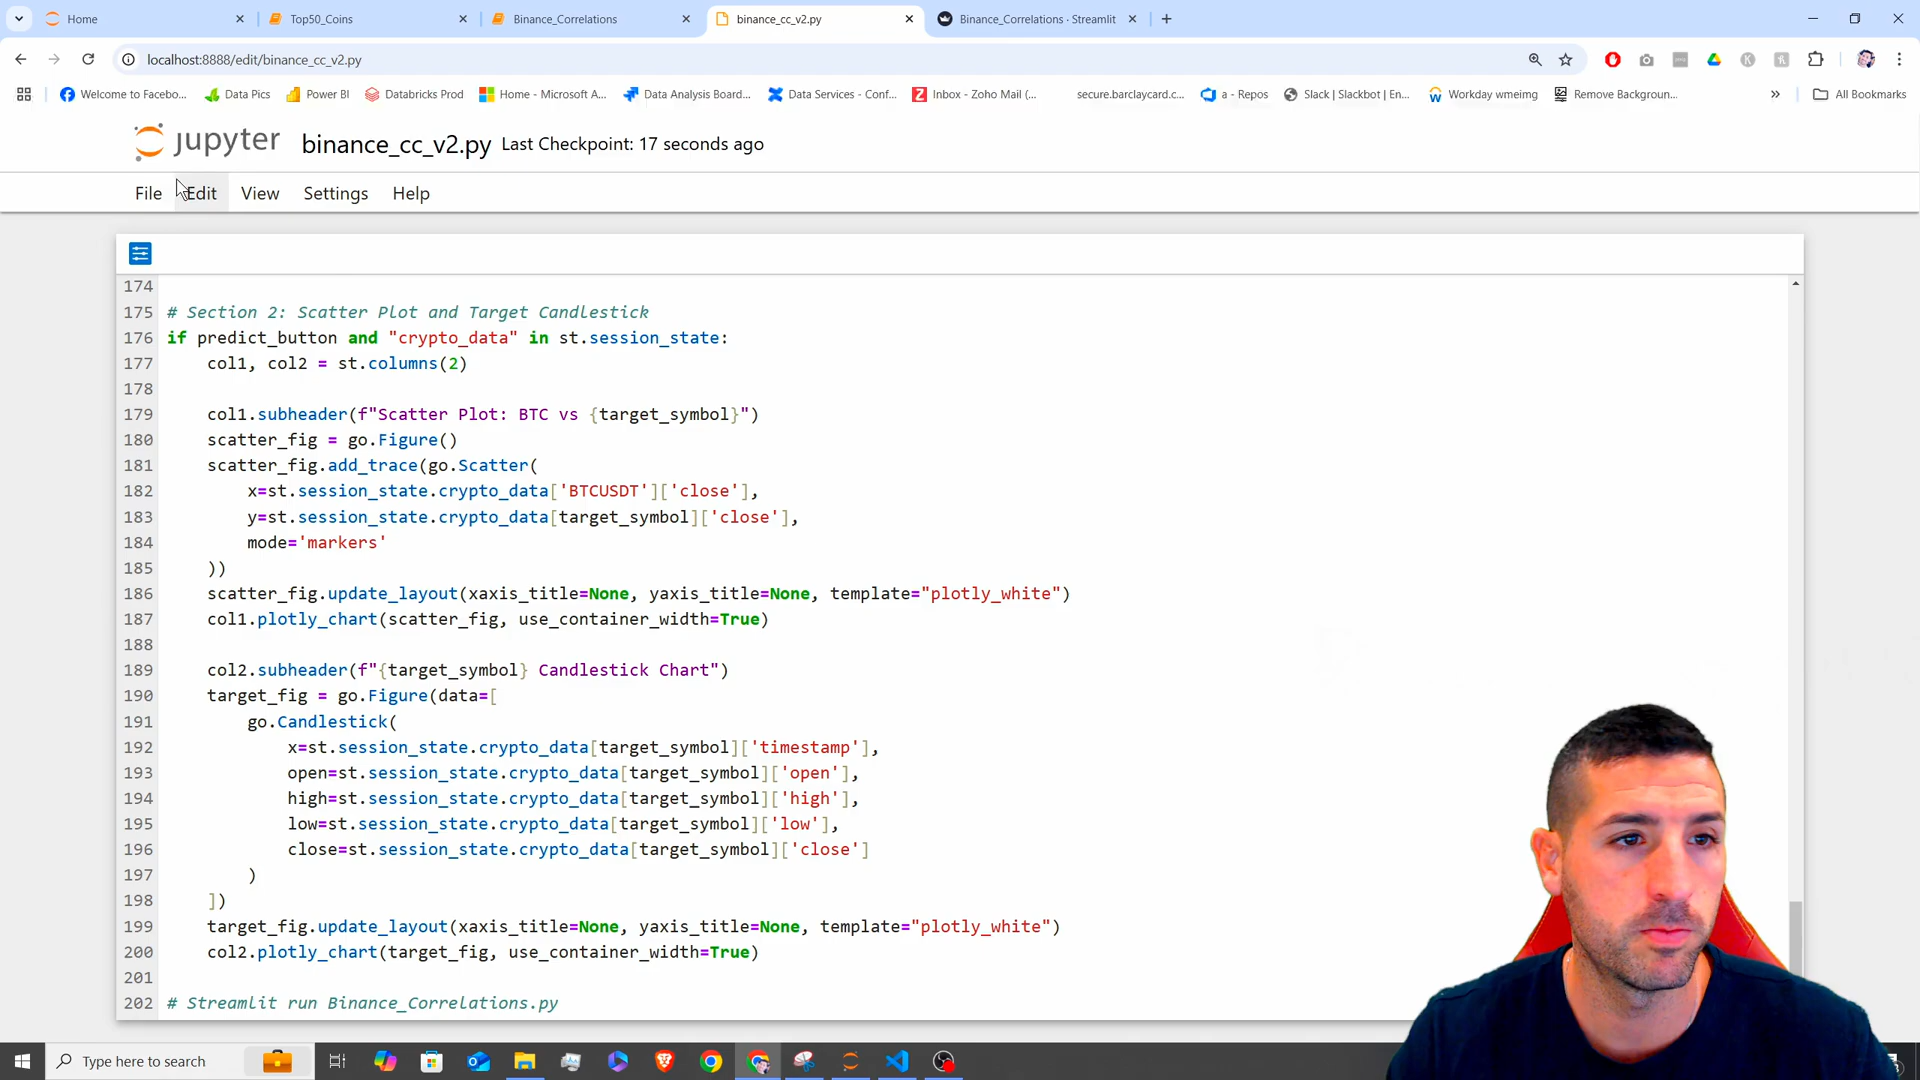 Home
Top50_Coins
Binance_Correlations
binance_cc_v2.py
Binance_Correlations · Streamlit
localhost:8888/edit/binance_cc_v2.py
Welcome to Facebo...
Data Pics
Power BI
Databricks Prod
Home - Microsoft A...
Data Analysis Board...
Data Services - Conf...
Inbox - Zoho Mail (...
secure.barclaycard.c...
a - Repos
Slack | Slackbot | En...
Workday wmeimg
Remove Backgroun...
All Bookmarks
jupyter
binance_cc_v2.py
Last Checkpoint: 17 seconds ago
File
Edit
View
Settings
Help
174
175 # Section 2: Scatter Plot and Target Candlestick
176 if predict_button and "crypto_data" in st.session_state:
177     col1, col2 = st.columns(2)
178
179     col1.subheader(f"Scatter Plot: BTC vs {target_symbol}")
180     scatter_fig = go.Figure()
181     scatter_fig.add_trace(go.Scatter(
182         x=st.session_state.crypto_data['BTCUSDT']['close'],
183         y=st.session_state.crypto_data[target_symbol]['close'],
184         mode='markers'
185     ))
186     scatter_fig.update_layout(xaxis_title=None, yaxis_title=None, template="plotly_white")
187     col1.plotly_chart(scatter_fig, use_container_width=True)
188
189     col2.subheader(f"{target_symbol} Candlestick Chart")
190     target_fig = go.Figure(data=[
191         go.Candlestick(
192             x=st.session_state.crypto_data[target_symbol]['timestamp'],
193             open=st.session_state.crypto_data[target_symbol]['open'],
194             high=st.session_state.crypto_data[target_symbol]['high'],
195             low=st.session_state.crypto_data[target_symbol]['low'],
196             close=st.session_state.crypto_data[target_symbol]['close']
197         )
198     ])
199     target_fig.update_layout(xaxis_title=None, yaxis_title=None, template="plotly_white")
200     col2.plotly_chart(target_fig, use_container_width=True)
201
202 # Streamlit run Binance_Correlations.py
Type here to search